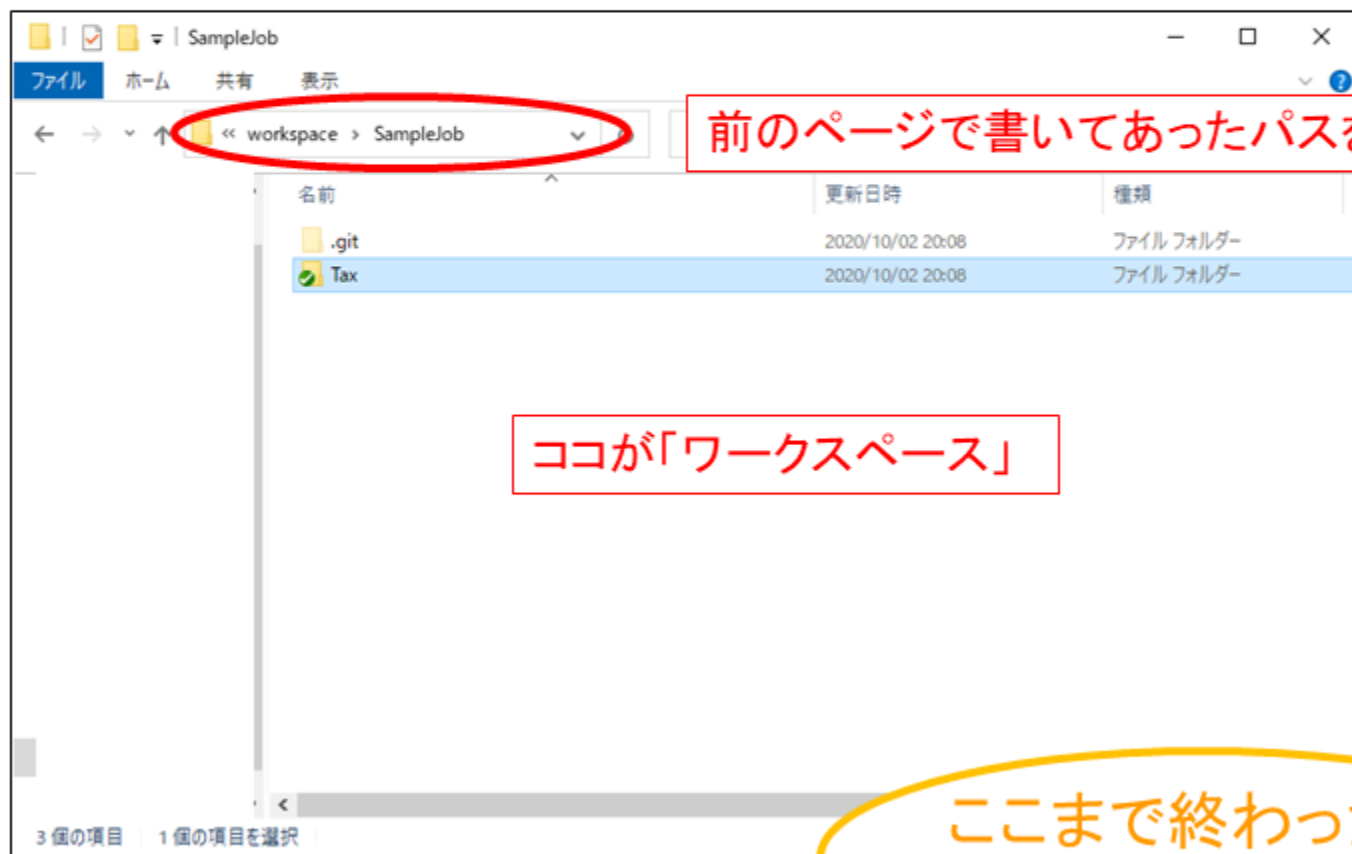 SampleJob
ファイル ホーム 共有 表示
« workspace › SampleJob
前のページで書いてあったパスを
名前 更新日時 種類
.git 2020/10/02 20:08 ファイル フォルダー
Tax 2020/10/02 20:08 ファイル フォルダー
ココが「ワークスペース」
ここまで終わった
3 個の項目 1 個の項目を選択